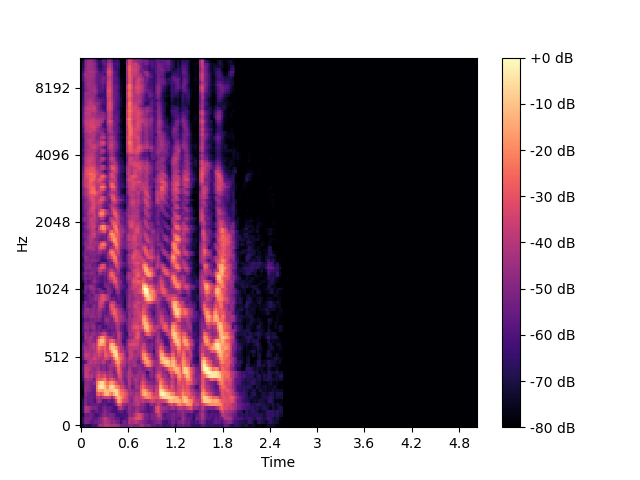 8192
4096
2048
1024
512
0
Hz
0 0.6 1.2 1.8 2.4 3 3.6 4.2 4.8
Time
+0 dB
-10 dB
-20 dB
-30 dB
-40 dB
-50 dB
-60 dB
-70 dB
-80 dB